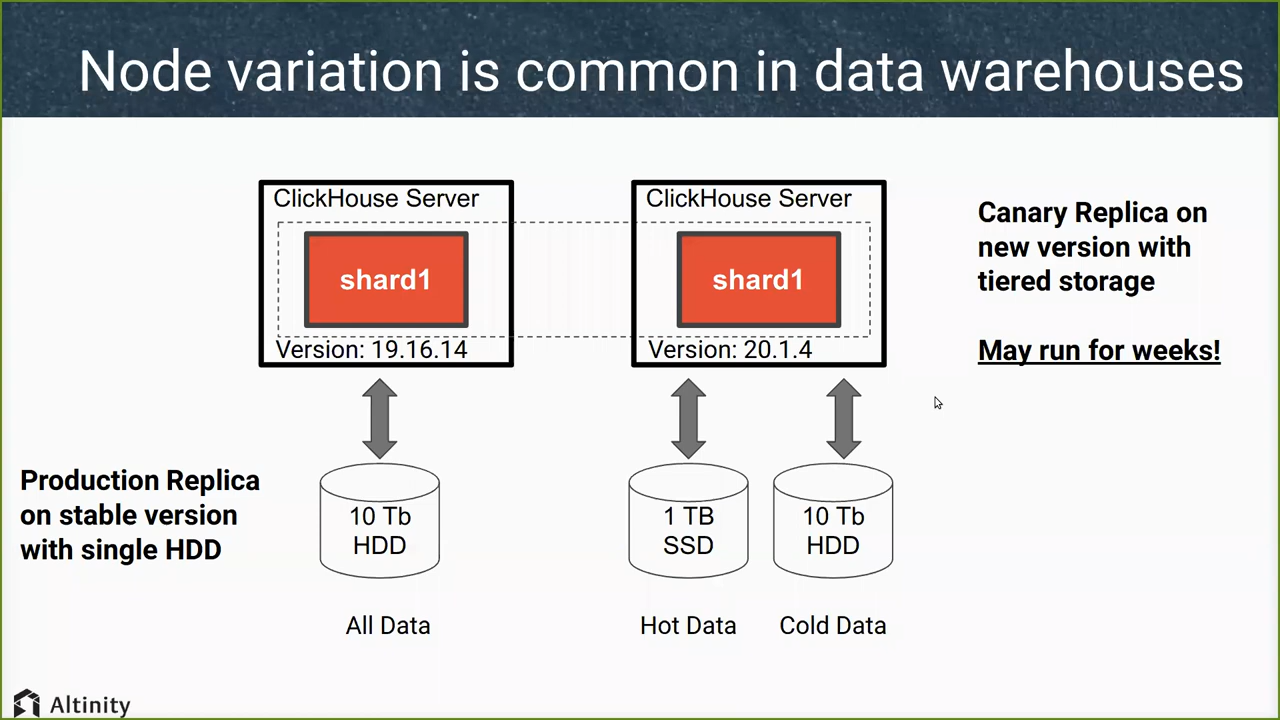 Node variation is common in data warehouses
ClickHouse Server
shard1
Version: 19.16.14
ClickHouse Server
shard1
Version: 20.1.4
Canary Replica on
new version with
tiered storage
May run for weeks!
Production Replica
on stable version
with single HDD
10 Tb
HDD
All Data
1 TB
SSD
Hot Data
10 Tb
HDD
Cold Data
Altinity